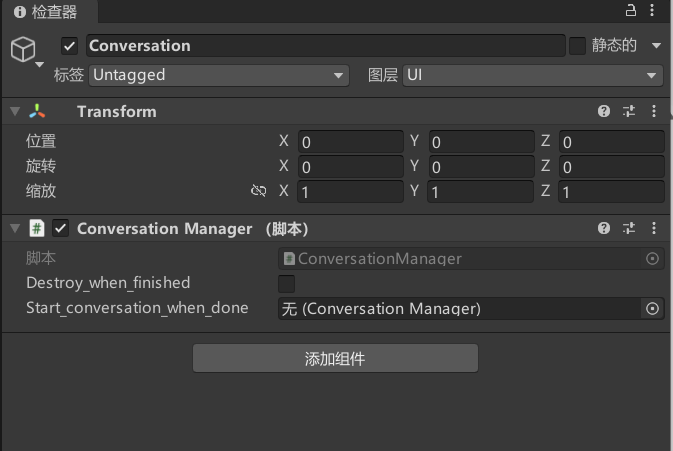 检查器
Conversation 静态的
标签 Untagged 图层 UI
Transform
位置 X 0 Y 0 Z 0
旋转 X 0 Y 0 Z 0
缩放 X 1 Y 1 Z 1
# Conversation Manager （脚本）
脚本 # ConversationManager
Destroy_when_finished
Start_conversation_when_done 无 (Conversation Manager)
添加组件